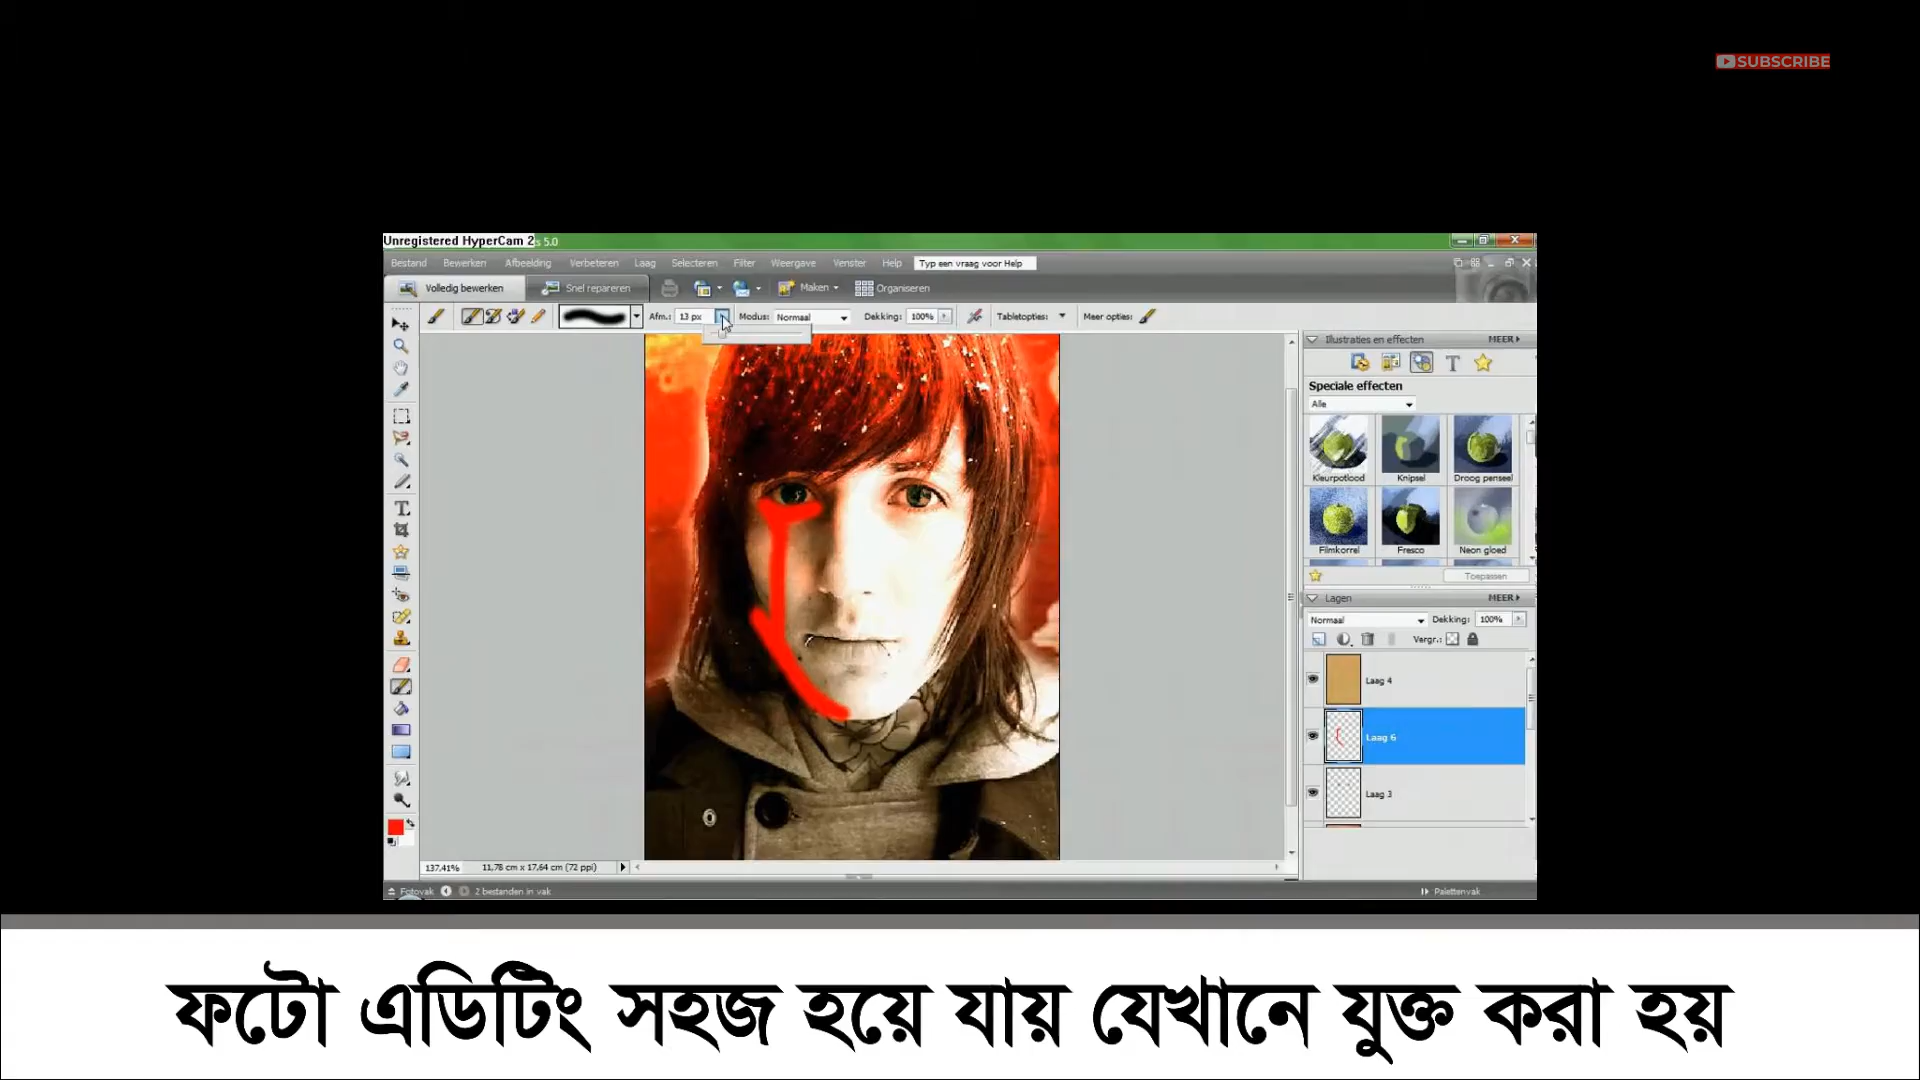 SUBSCRIBE
Unregistered HyperCam 2 s 5.0
Bestand Bewerken Afbeelding Verbeteren Laag Selecteren Filter Weergave Venster Help Typ een vraag voor Help
Volledig bewerken Snel repareren Maken Organiseren
Afm.: 13 px Modus: Normaal Dekking: 100% Tabletopties: Meer opties:
Illustraties en effecten MEER
Speciale effecten
Alle
Kleurpotlood Knipsel Droog penseel
Filmkorrel Fresco Neon gloed
Toepassen
Lagen MEER
Normaal Dekking: 100%
Vergr.:
Laag 4
Laag 6
Laag 3
137,41% 11,78 cm x 17,64 cm (72 ppi)
Fotovak 2 bestanden in vak Palettenvak
ফটো এডিটিং সহজ হয়ে যায় যেখানে যুক্ত করা হয়